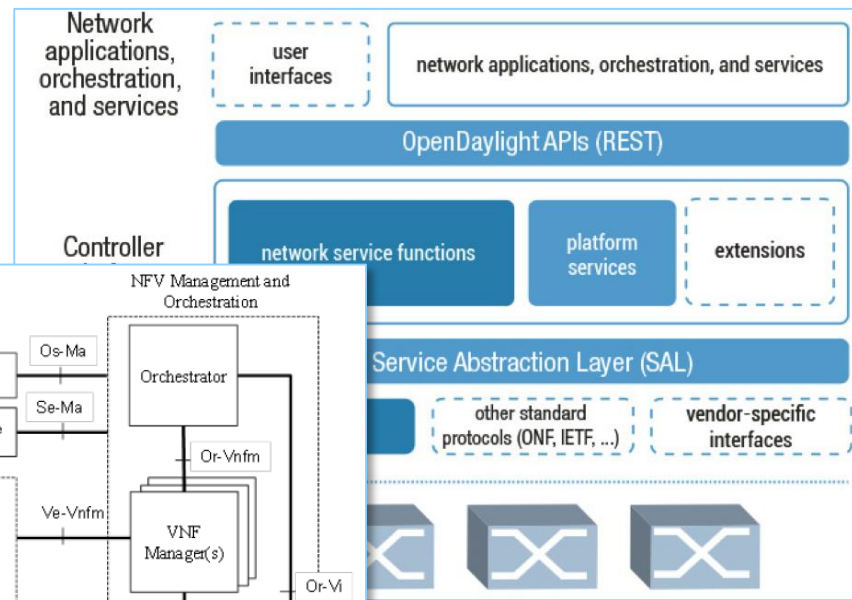 Network
applications,
orchestration,
and services
user
interfaces
network applications, orchestration, and services
OpenDaylight APIs (REST)
Controller
network service functions
platform
services
extensions
Service Abstraction Layer (SAL)
other standard
protocols (ONF, IETF, ...)
vendor-specific
interfaces
NFV Management and
Orchestration
Os-Ma
Orchestrator
Se-Ma
Or-Vnfm
Ve-Vnfm
VNF
Manager(s)
Or-Vi